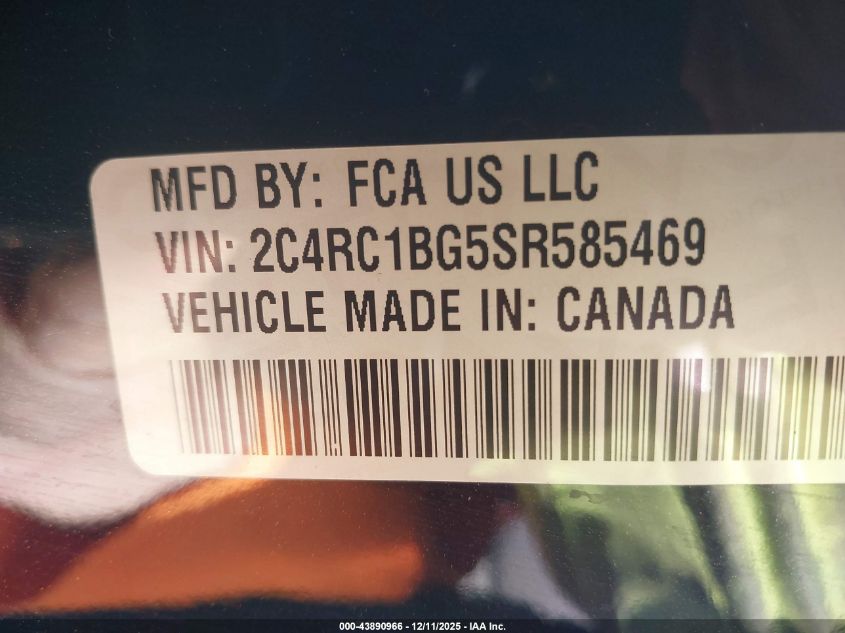 MFD BY: FCA US LLC
VIN: 2C4RC1BG5SR585469
VEHICLE MADE IN: CANADA
000-43890966 - 12/11/2025 - IAA Inc.